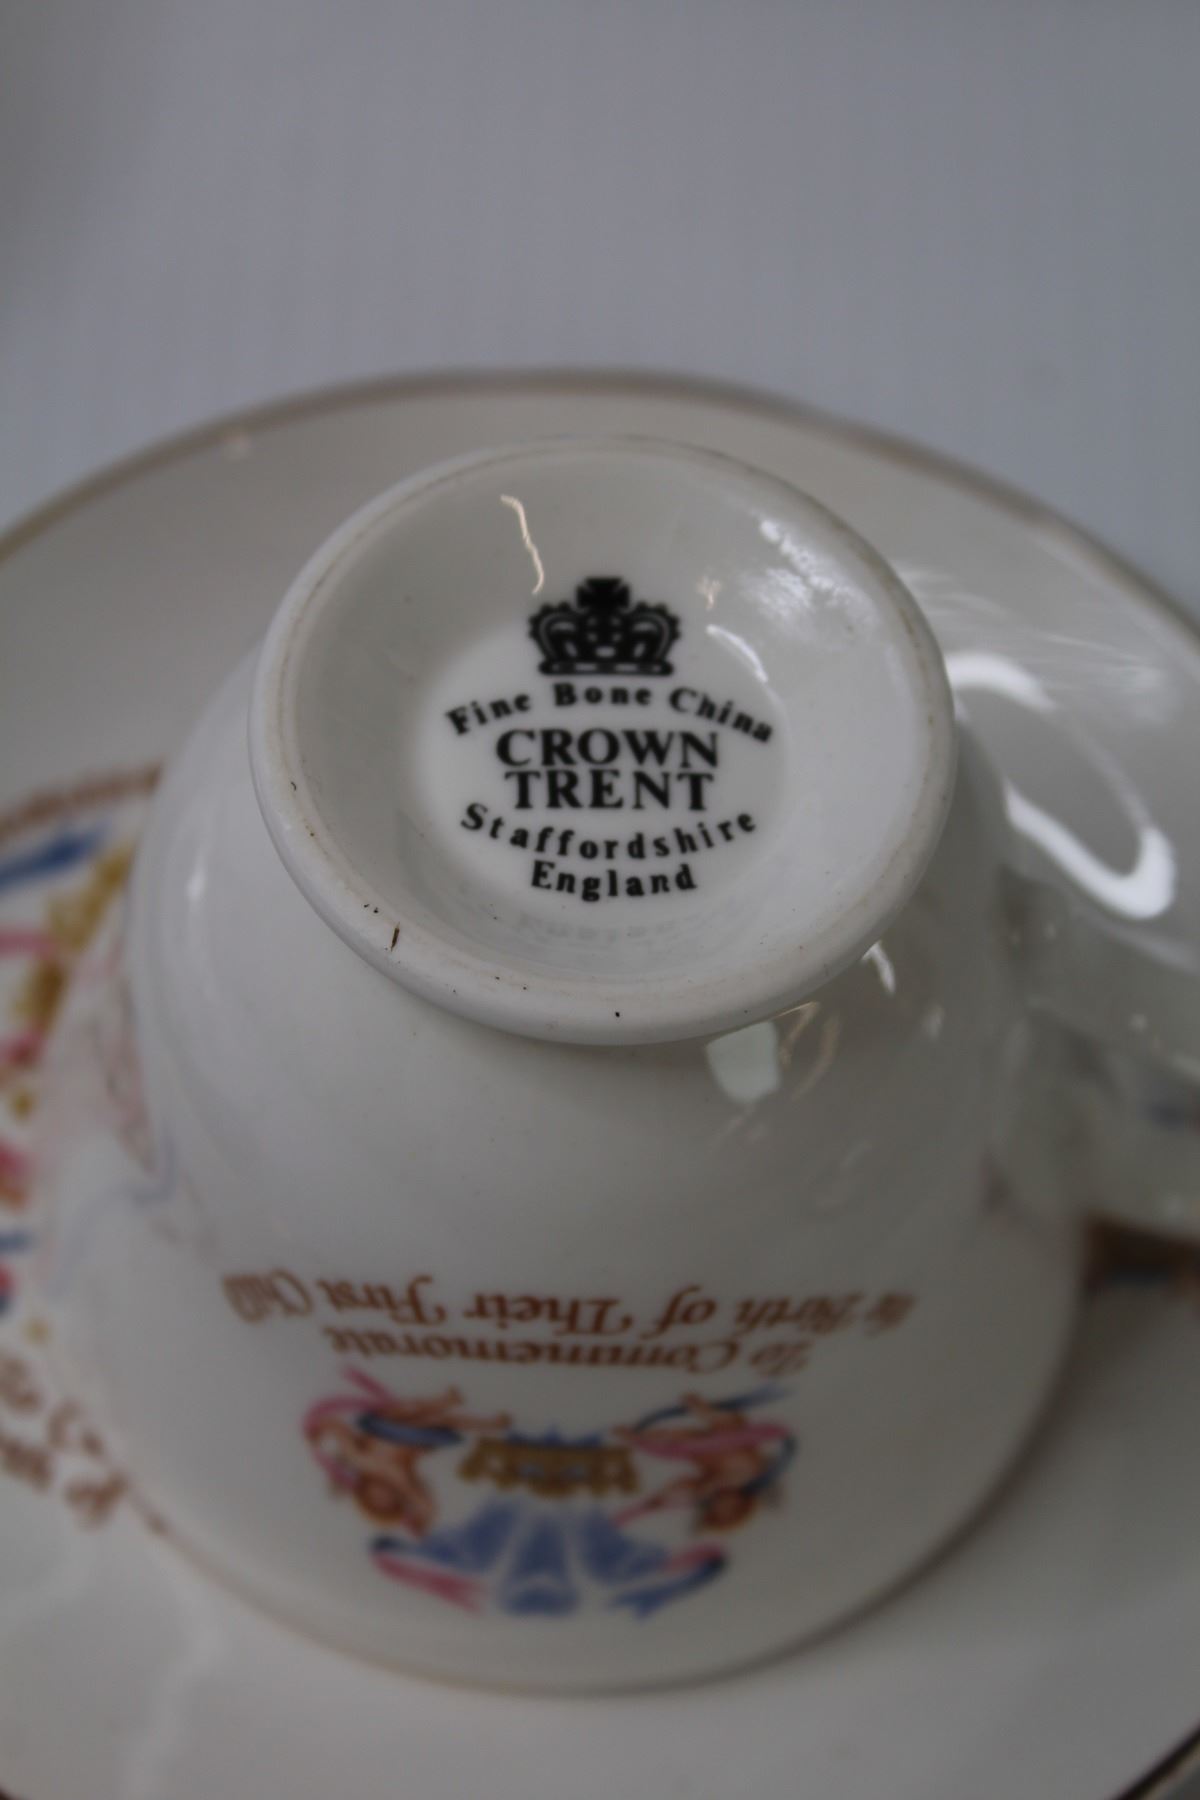 Fine Bone China
CROWN
TRENT
Staffordshire
England
To Commemorate
the Birth of Their First Child